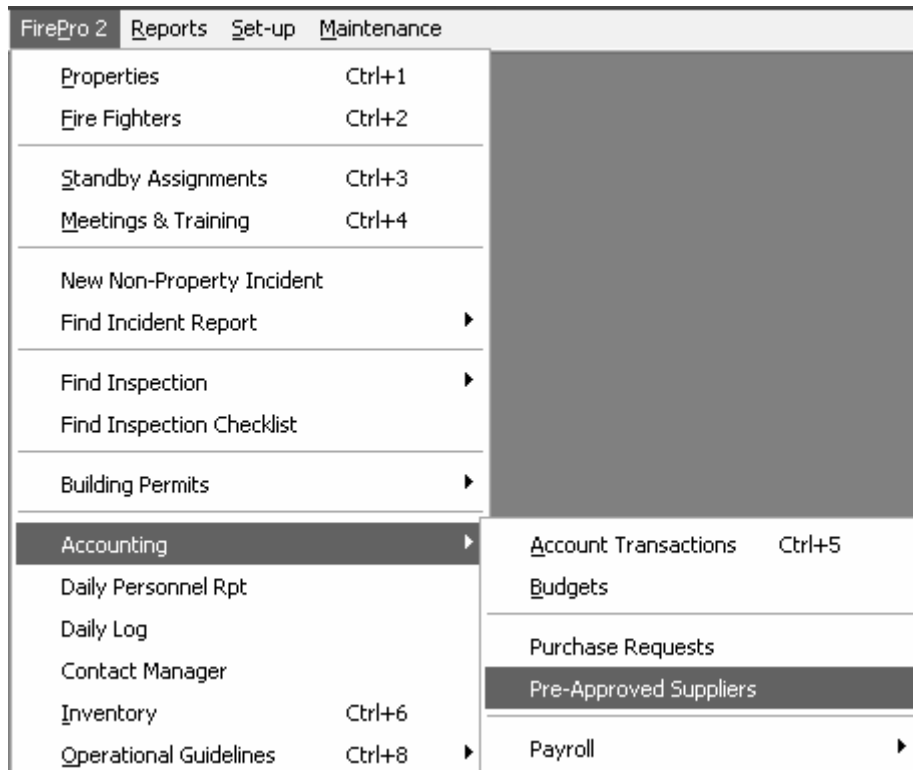 FirePro 2 Reports Set-up Maintenance
Properties Ctrl+1
Fire Fighters Ctrl+2
Standby Assignments Ctrl+3
Meetings & Training Ctrl+4
New Non-Property Incident
Find Incident Report
Find Inspection
Find Inspection Checklist
Building Permits
Accounting
Daily Personnel Rpt
Daily Log
Contact Manager
Inventory Ctrl+6
Operational Guidelines Ctrl+8
Account Transactions Ctrl+5
Budgets
Purchase Requests
Pre-Approved Suppliers
Payroll